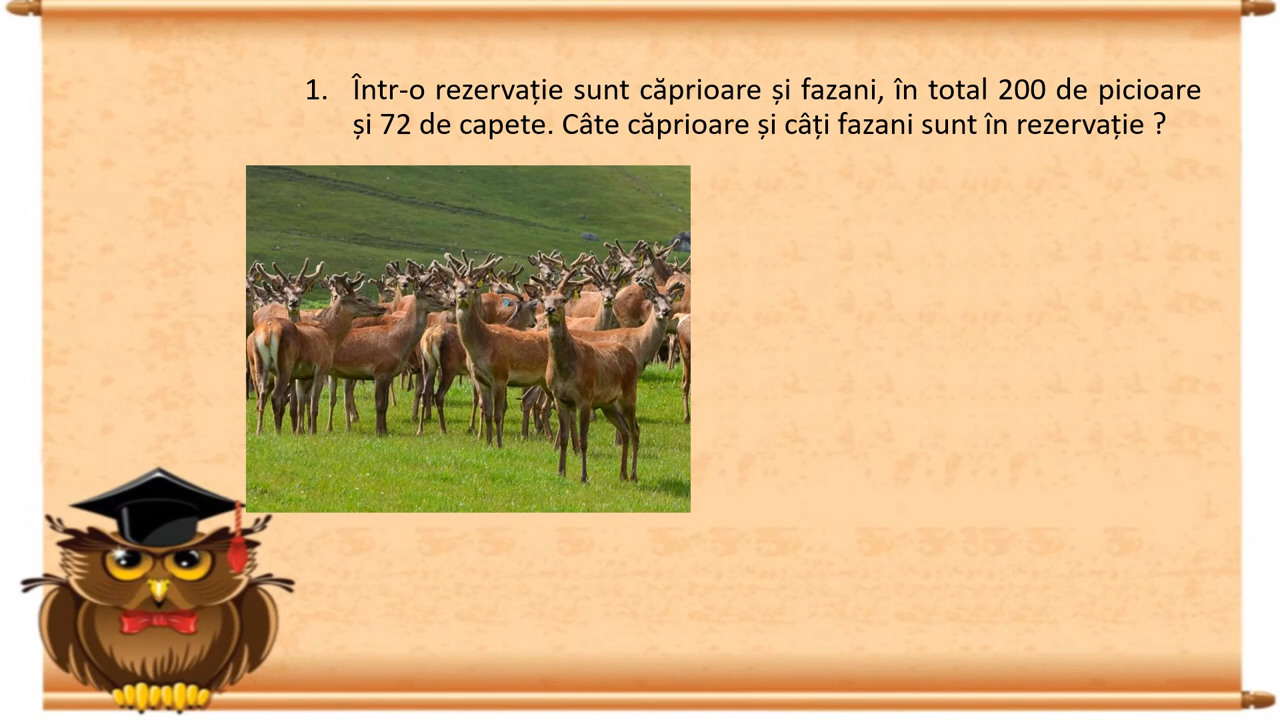 1. Într-o rezervație sunt căprioare și fazani, în total 200 de picioare
și 72 de capete. Câte căprioare și câți fazani sunt în rezervație ?